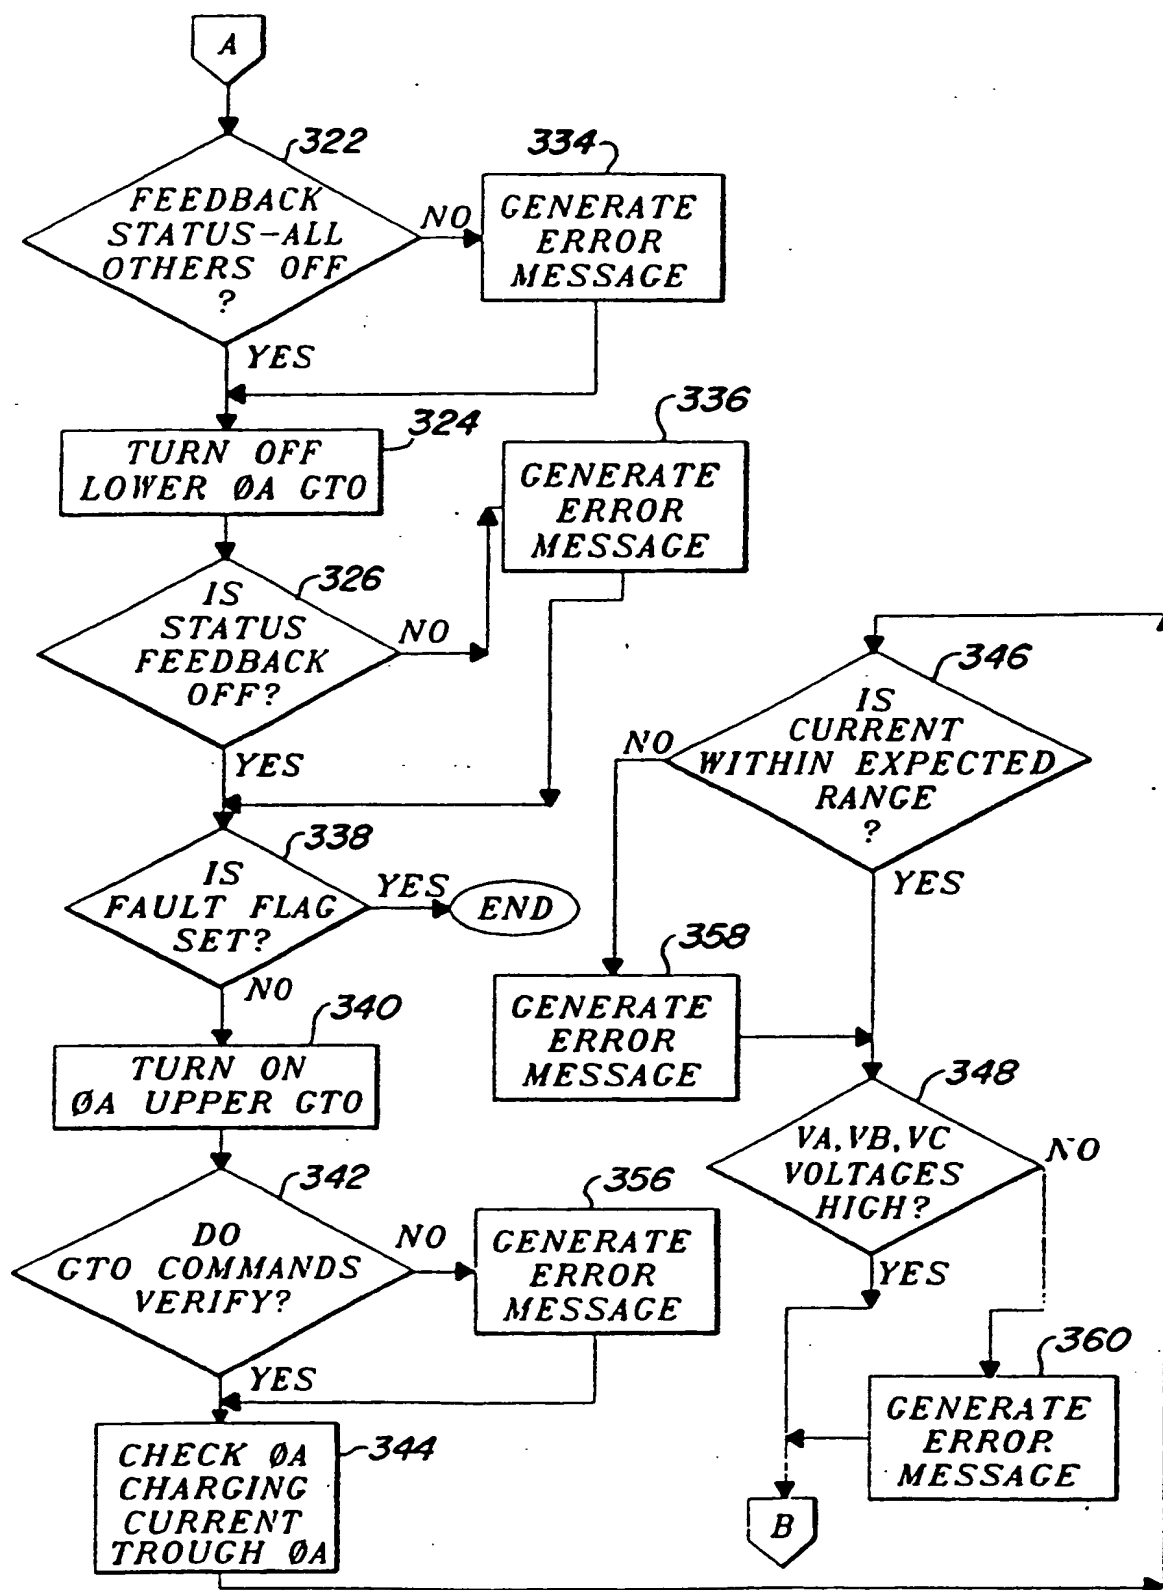 A
322
FEEDBACK
STATUS-ALL
OTHERS OFF
?
NO
YES
334
GENERATE
ERROR
MESSAGE
324
TURN OFF
LOWER ØA GTO
336
GENERATE
ERROR
MESSAGE
326
IS
STATUS
FEEDBACK
OFF?
NO
YES
338
IS
FAULT FLAG
SET?
YES
END
NO
340
TURN ON
ØA UPPER GTO
342
DO
GTO COMMANDS
VERIFY?
NO
YES
356
GENERATE
ERROR
MESSAGE
344
CHECK ØA
CHARGING
CURRENT
TROUGH ØA
346
IS
CURRENT
WITHIN EXPECTED
RANGE
?
NO
YES
358
GENERATE
ERROR
MESSAGE
348
VA,VB,VC
VOLTAGES
HIGH?
NO
YES
360
GENERATE
ERROR
MESSAGE
B